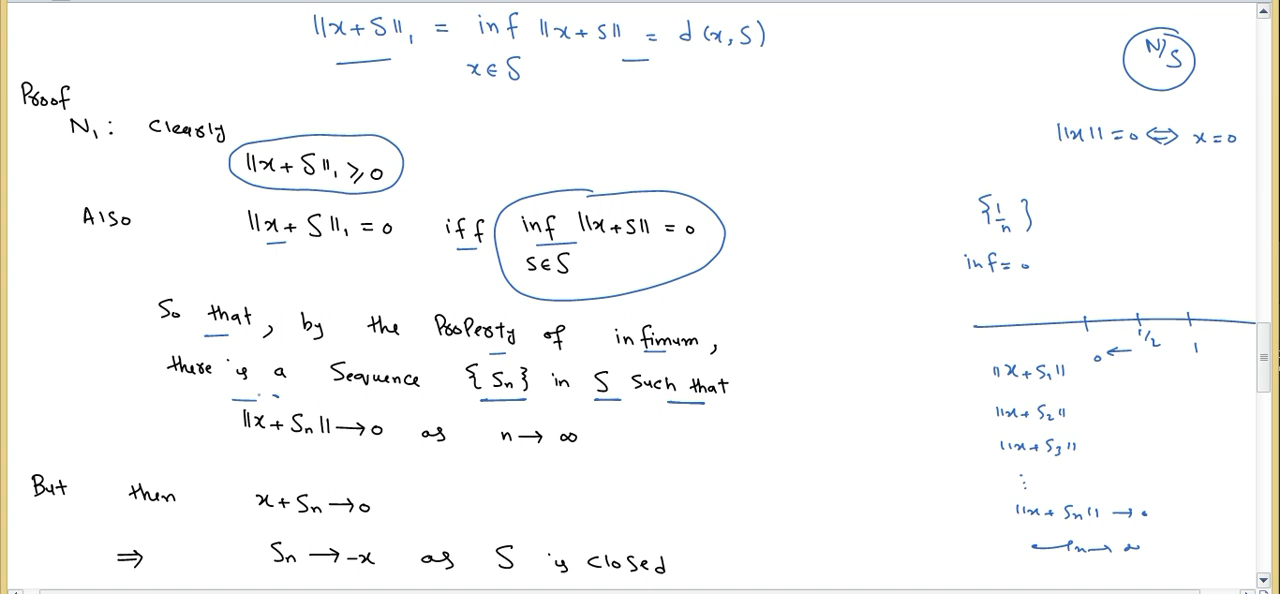 ||x+S||₁ = inf ||x+s|| = d(x,S)
x∈S
N/S
Proof
N₁: Clearly
||x+S||₁ ≥ 0
||x|| = 0 ⇔ x=0
Also ||x+S||₁ = 0 iff inf ||x+s|| = 0
s∈S
{1/n}
inf = 0
So that, by the Property of infimum,
there is a Sequence {Sn} in S such that
||x+Sn|| → 0 as n → ∞
0 ← 1/2 1
||x+S₁||
||x+S₂||
||x+S₃||
⋮
||x+Sn|| → 0
n → ∞
But then x+Sn → 0
⇒ Sn → -x as S is closed